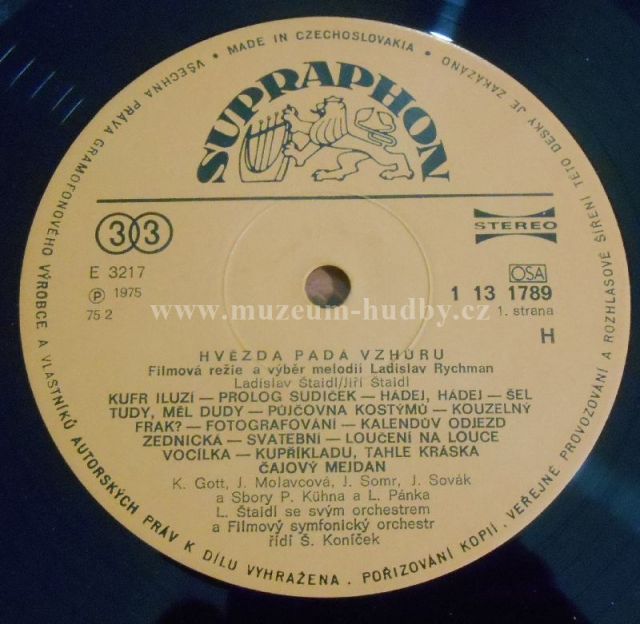 VŠECHNA PRÁVA GRAMOFONOVÉHO VÝROBCE A VLASTNÍKŮ AUTORSKÝCH PRÁV K DÍLU VYHRAŽENA . POŘIZOVÁNÍ KOPIÍ , VEŘEJNÉ PROVOZOVÁNÍ A ROZHLASOVÉ ŠÍŘENÍ TÉTO DESKY JE ZAKÁZÁNO
• MADE IN CZECHOSLOVAKIA •
SUPRAPHON
33
STEREO
E 3217
OSA
Ⓟ 1975
1 13 1789
75 2
1. strana
www.muzeum-hudby.cz
H
HVĚZDA PADÁ VZHŮRU
Filmová režie a výběr melodií Ladislav Rychman
Ladislav Štaidl/Jiří Štaidl
KUFR ILUZÍ — PROLOG SUDIČEK — HÁDEJ, HÁDEJ — ŠEL
TUDY, MĚL DUDY — PŮJČOVNA KOSTÝMŮ — KOUZELNÝ
FRAK? — FOTOGRAFOVÁNÍ — KALENDŮV ODJEZD
ZEDNICKÁ — SVATEBNÍ — LOUČENÍ NA LOUCE
VOCILKA — KUPŘÍKLADU, TAHLE KRÁSKA
ČAJOVÝ MEJDAN
K. Gott, J. Molavcová, J. Somr, J. Sovák
a Sbory P. Kühna a L. Pánka
L. Štaidl se svým orchestrem
a Filmový symfonický orchestr
řídí Š. Koníček